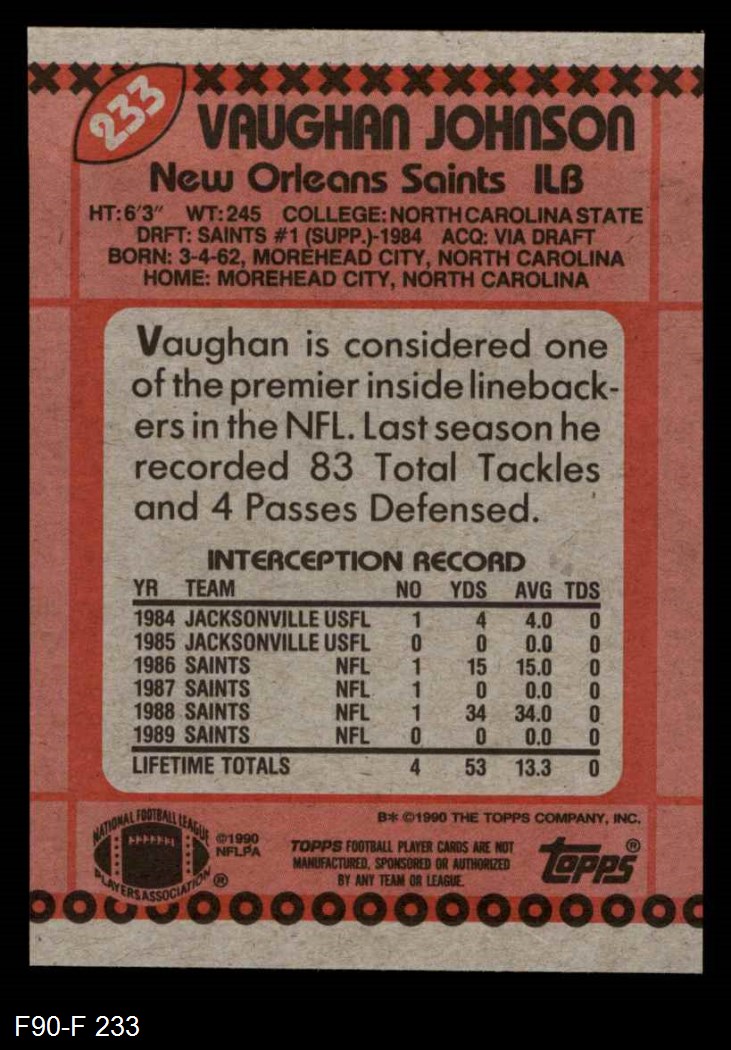 233
VAUGHAN JOHNSON
New Orleans Saints ILB
HT: 6'3" WT: 245 COLLEGE: NORTH CAROLINA STATE
DRFT: SAINTS #1 (SUPP.)-1984 ACQ: VIA DRAFT
BORN: 3-4-62, MOREHEAD CITY, NORTH CAROLINA
HOME: MOREHEAD CITY, NORTH CAROLINA
Vaughan is considered one
of the premier inside lineback-
ers in the NFL. Last season he
recorded 83 Total Tackles
and 4 Passes Defensed.
INTERCEPTION RECORD
YR TEAM NO YDS AVG TDS
1984 JACKSONVILLE USFL 1 4 4.0 0
1985 JACKSONVILLE USFL 0 0 0.0 0
1986 SAINTS NFL 1 15 15.0 0
1987 SAINTS NFL 1 0 0.0 0
1988 SAINTS NFL 1 34 34.0 0
1989 SAINTS NFL 0 0 0.0 0
LIFETIME TOTALS 4 53 13.3 0
B* ©1990 THE TOPPS COMPANY, INC.
NATIONAL FOOTBALL LEAGUE
PLAYERS ASSOCIATION ®
©1990
NFLPA
TOPPS FOOTBALL PLAYER CARDS ARE NOT
MANUFACTURED, SPONSORED OR AUTHORIZED
BY ANY TEAM OR LEAGUE.
topps ®
F90-F 233